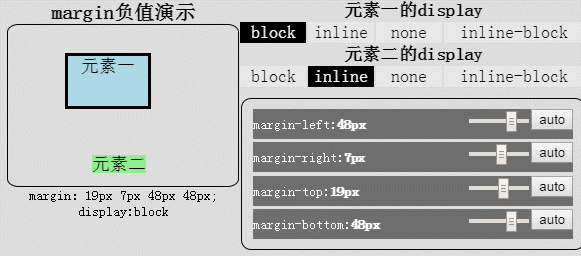 margin负值演示
元素一
元素二
margin: 19px 7px 48px 48px;
display:block
元素一的display
block inline none inline-block
元素二的display
block inline none inline-block
margin-left:48px auto
margin-right:7px auto
margin-top:19px auto
margin-bottom:48px auto